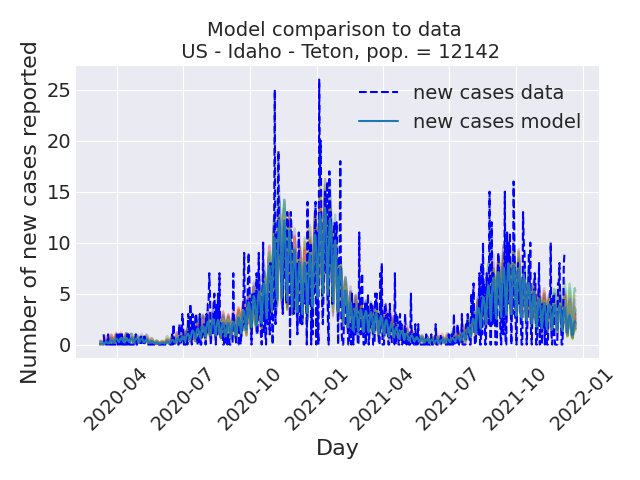 Model comparison to data
US - Idaho - Teton, pop. = 12142
Number of new cases reported
25
20
15
10
5
0
new cases data
new cases model
2020-04
2020-07
2020-10
2021-01
2021-04
2021-07
2021-10
2022-01
Day